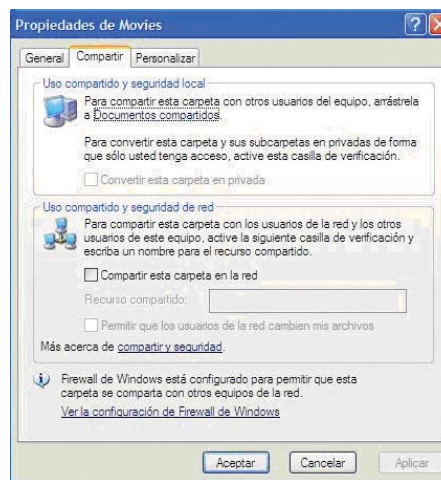 Propiedades de Movies
General Compartir Personalizar
Uso compartido y seguridad local
Para compartir esta carpeta con otros usuarios del equipo, arrástrela
a Documentos compartidos.
Para convertir esta carpeta y sus subcarpetas en privadas de forma
que sólo usted tenga acceso, active esta casilla de verificación.
Convertir esta carpeta en privada
Uso compartido y seguridad de red
Para compartir esta carpeta con los usuarios de la red y los otros
usuarios de este equipo, active la siguiente casilla de verificación y
escriba un nombre para el recurso compartido.
Compartir esta carpeta en la red
Recurso compartido:
Permitir que los usuarios de la red cambien mis archivos
Más acerca de compartir y seguridad.
Firewall de Windows está configurado para permitir que esta
carpeta se comparta con otros equipos de la red.
Ver la configuración de Firewall de Windows
Aceptar Cancelar Aplicar